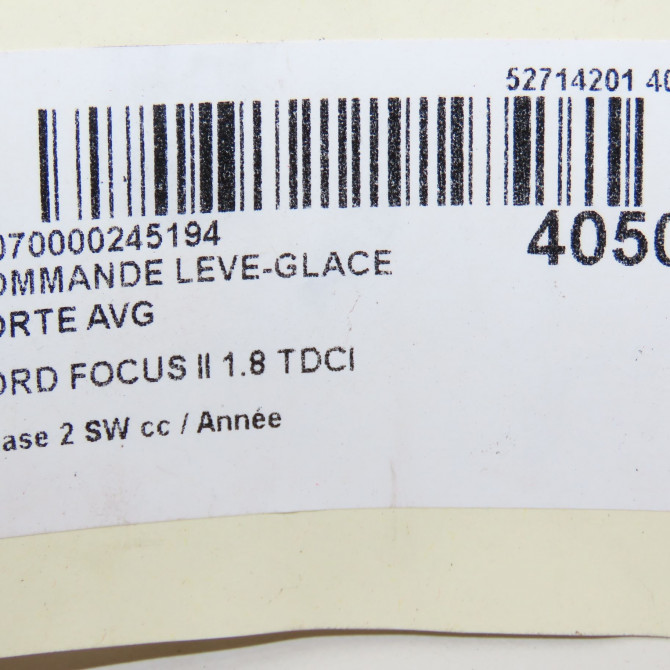 52714201 40
070000245194
4050
OMMANDE LEVE-GLACE
ORTE AVG
ORD FOCUS II 1.8 TDCI
ase 2 SW cc / Année